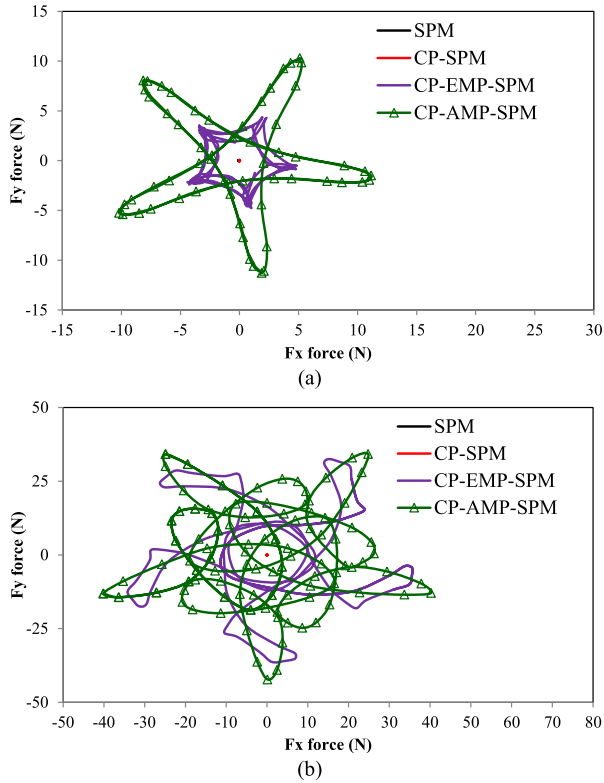 15
10
5
0
-5
-10
-15
Fy force (N)
SPM
CP-SPM
CP-EMP-SPM
CP-AMP-SPM
-15 -10 -5 0 5 10 15 20 25 30
Fx force (N)
(a)
50
25
0
-25
-50
Fy force (N)
SPM
CP-SPM
CP-EMP-SPM
CP-AMP-SPM
-50 -40 -30 -20 -10 0 10 20 30 40 50 60 70 80
Fx force (N)
(b)